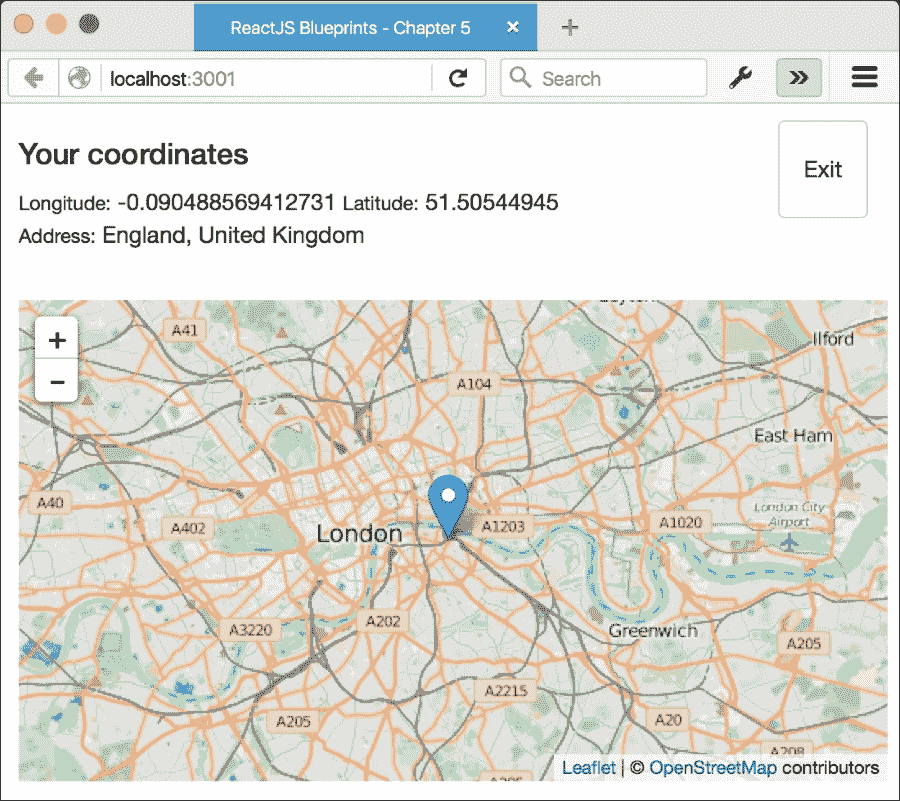 ReactJS Blueprints - Chapter 5
localhost:3001
Search
Your coordinates
Exit
Longitude: -0.090488569412731 Latitude: 51.50544945
Address: England, United Kingdom
+
−
A41
Ilford
A104
East Ham
A40
A402
London
A1203
A1020
London City
Airport
A3220
A202
Greenwich
A205
A2215
A205
A20
Leaflet | © OpenStreetMap contributors